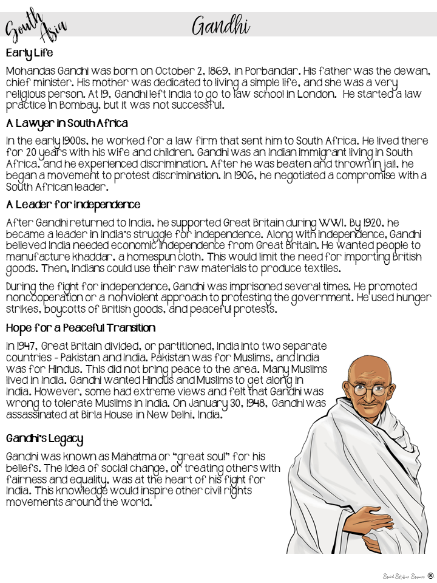 South Asia
Gandhi
Early Life
Mohandas Gandhi was born on October 2, 1869, in Porbandar. His father was the dewan,
chief minister. His mother was dedicated to living a simple life, and she was a very
religious person. At 19, Gandhi left India to go to law school in London. He started a law
practice in Bombay, but it was not successful.
A Lawyer in South Africa
In the early 1900s, he worked for a law firm that sent him to South Africa. He lived there
for 20 years with his wife and children. Gandhi was an Indian immigrant living in South
Africa, and he experienced discrimination. After he was beaten and thrown in jail, he
began a movement to protest discrimination. In 1906, he negotiated a compromise with a
South African leader.
A Leader for Independence
After Gandhi returned to India, he supported Great Britain during WWI. By 1920, he
became a leader in India's struggle for independence. Along with independence, Gandhi
believed India needed economic independence from Great Britain. He wanted people to
manufacture khaddar, a homespun cloth. This would limit the need for importing British
goods. Then, Indians could use their raw materials to produce textiles.
During the fight for independence, Gandhi was imprisoned several times. He promoted
noncooperation or a nonviolent approach to protesting the government. He used hunger
strikes, boycotts of British goods, and peaceful protests.
Hope for a Peaceful Transition
In 1947, Great Britain divided, or partitioned, India into two separate
countries - Pakistan and India. Pakistan was for Muslims, and India
was for Hindus. This did not bring peace to the area. Many Muslims
lived in India. Gandhi wanted Hindus and Muslims to get along in
India. However, some had extreme views and felt that Gandhi was
wrong to tolerate Muslims in India. On January 30, 1948, Gandhi was
assassinated at Birla House in New Delhi, India.
Gandhi's Legacy
Gandhi was known as Mahatma or "great soul" for his
beliefs. The idea of social change, or treating others with
fairness and equality, was at the heart of his fight for
India. This knowledge would inspire other civil rights
movements around the world.